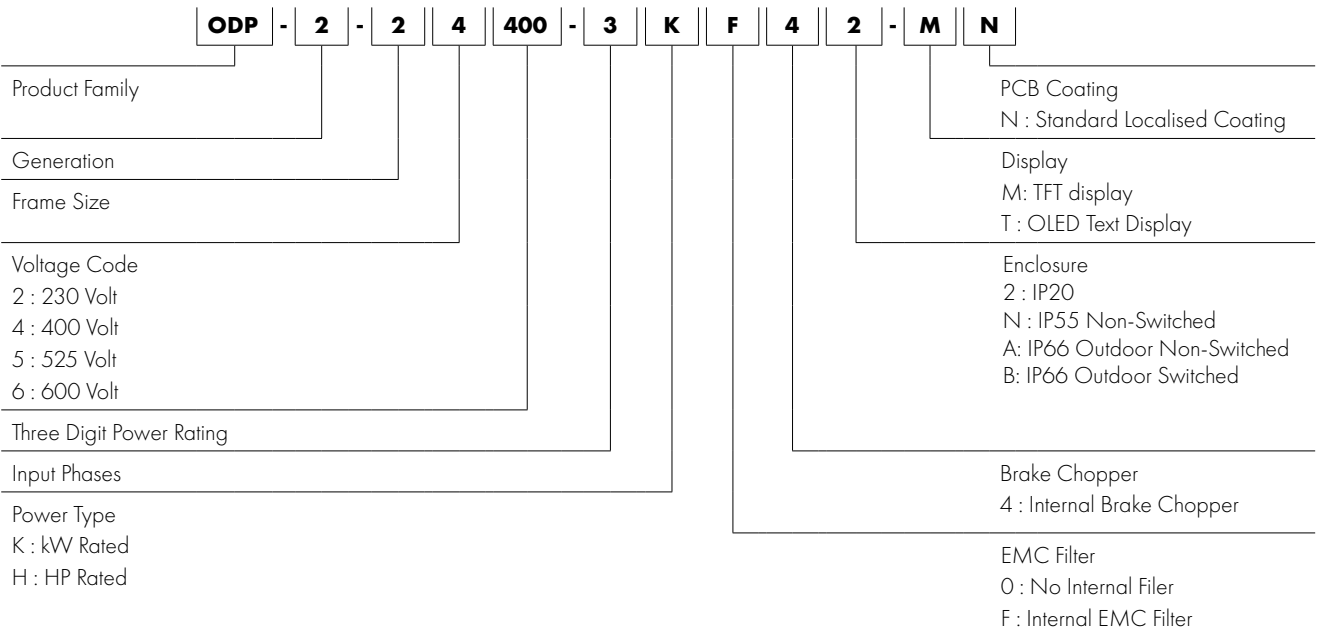 ODP - 2 - 2 4 400 - 3 K F 4 2 - M N
Product Family
Generation
Frame Size
Voltage Code
2 : 230 Volt
4 : 400 Volt
5 : 525 Volt
6 : 600 Volt
Three Digit Power Rating
Input Phases
Power Type
K : kW Rated
H : HP Rated
PCB Coating
N : Standard Localised Coating
Display
M: TFT display
T : OLED Text Display
Enclosure
2 : IP20
N : IP55 Non-Switched
A: IP66 Outdoor Non-Switched
B: IP66 Outdoor Switched
Brake Chopper
4 : Internal Brake Chopper
EMC Filter
0 : No Internal Filer
F : Internal EMC Filter